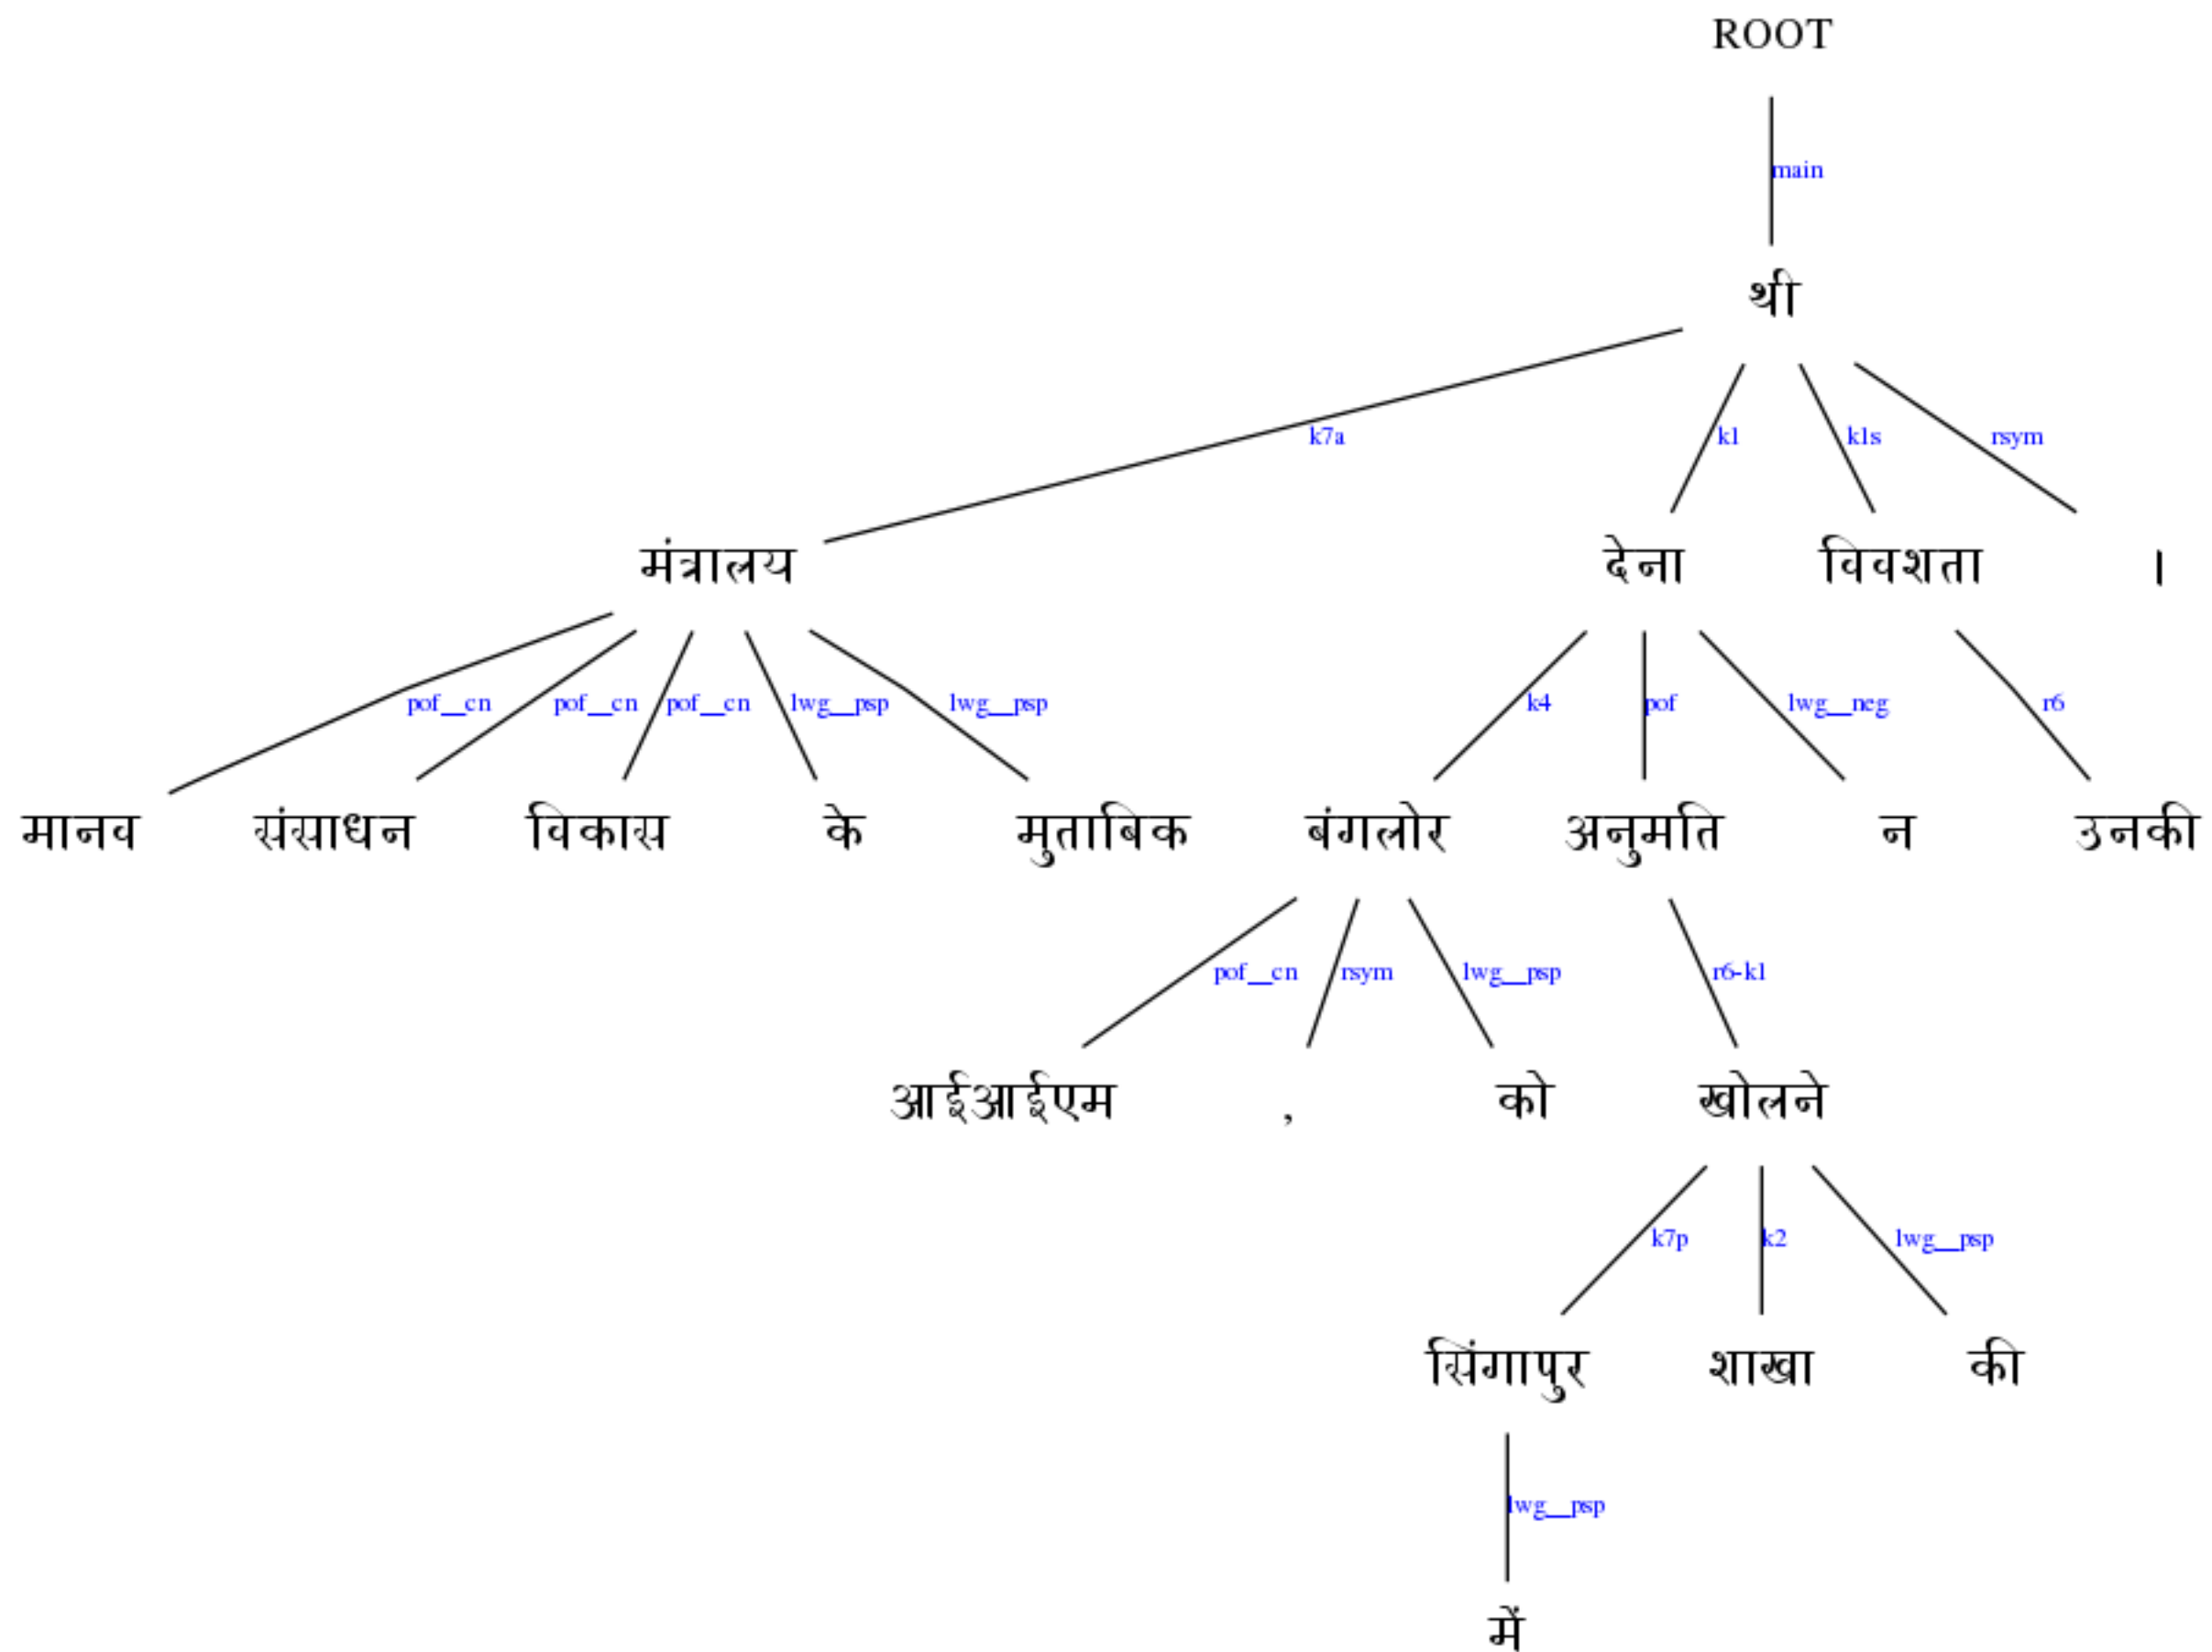 ROOT
main
थी
k7a k1 k1s rsym
मंत्रालय देना विवशता ।
pof__cn pof__cn pof__cn lwg__psp lwg__psp k4 pof lwg__neg r6
मानव संसाधन विकास के मुताबिक बंगलोर अनुमति न उनकी
pof__cn rsym lwg__psp r6-k1
आईआईएम , को खोलने
k7p k2 lwg__psp
सिंगापुर शाखा की
lwg__psp
में